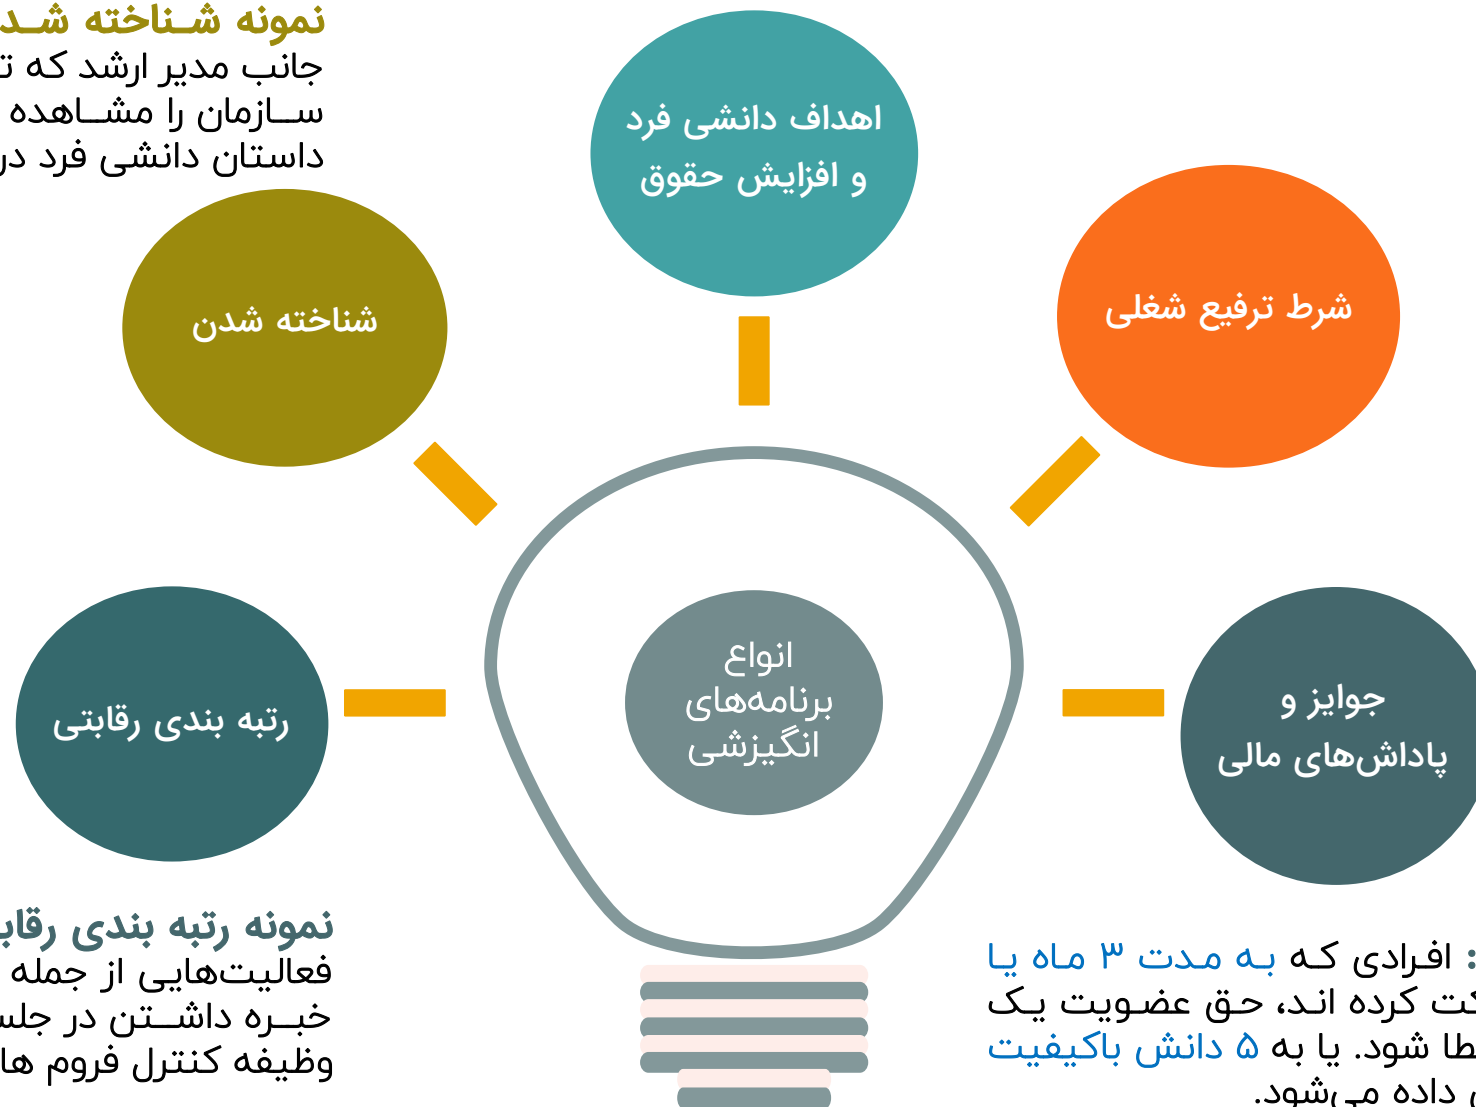 نمونه شناخته شد
جانب مدیر ارشد که
سازمان را مشاهده
داستان دانشی فرد در
اهداف دانشی فرد
و افزایش حقوق
شرط ترفیع شغلی
شناخته شدن
انواع
برنامه‌های
انگیزشی
جوایز و
پاداش‌های مالی
رتبه بندی رقابتی
نمونه رتبه بندی رقاب
فعالیت‌هایی از جمله
خبره داشتن در جلس
وظیفه کنترل فروم ها
: افرادی که به مدت ۳ ماه یا
کت کرده اند، حق عضویت یک
طا شود. یا به ۵ دانش باکیفیت
داده می‌شود.